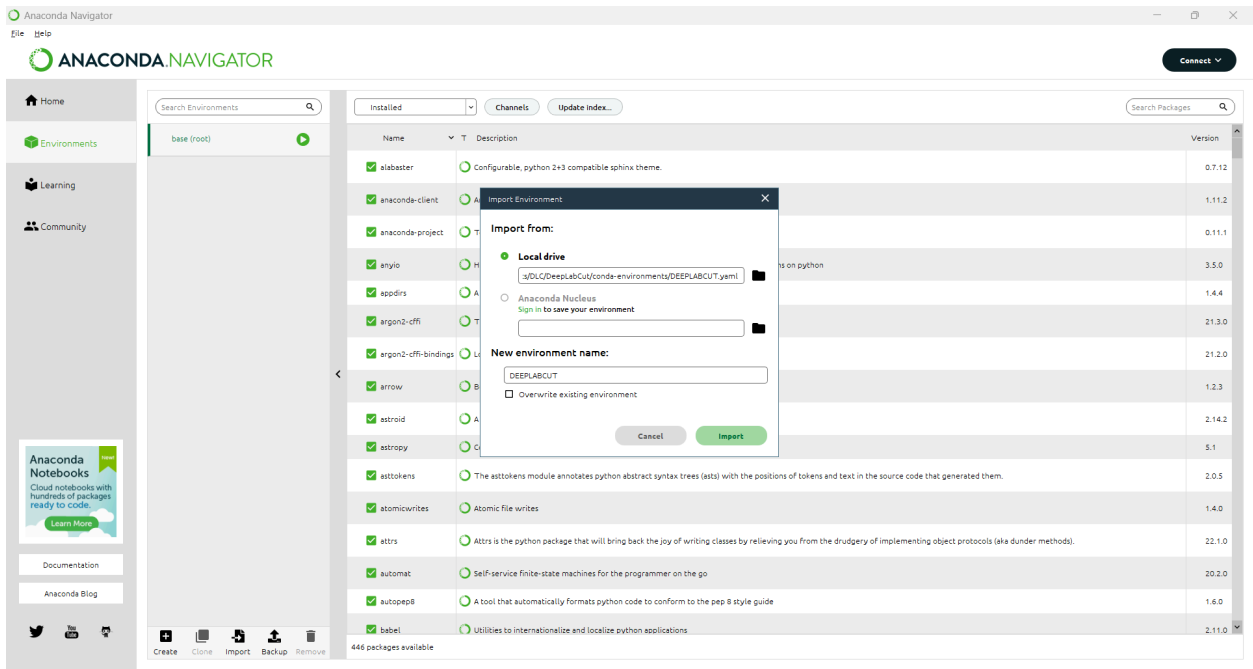 Anaconda Navigator
File Help
ANACONDA.NAVIGATOR
Connect
Home
Environments
Learning
Community
Search Environments
base (root)
Installed
Channels
Update index...
Search Packages
Name
T
Description
Version
alabaster
Configurable, python 2+3 compatible sphinx theme.
0.7.12
anaconda-client
1.11.2
anaconda-project
0.11.1
anyio
ns on python
3.5.0
appdirs
1.4.4
argon2-cffi
21.3.0
argon2-cffi-bindings
21.2.0
arrow
1.2.3
astroid
2.14.2
astropy
5.1
asttokens
The asttokens module annotates python abstract syntax trees (asts) with the positions of tokens and text in the source code that generated them.
2.0.5
atomicwrites
Atomic file writes
1.4.0
attrs
Attrs is the python package that will bring back the joy of writing classes by relieving you from the drudgery of implementing object protocols (aka dunder methods).
22.1.0
automat
Self-service finite-state machines for the programmer on the go
20.2.0
autopep8
A tool that automatically formats python code to conform to the pep 8 style guide
1.6.0
babel
Utilities to internationalize and localize python applications
2.11.0
446 packages available
Import Environment
Import from:
Local drive
:s/DLC/DeepLabCut/conda-environments/DEEPLABCUT.yaml
Anaconda Nucleus
Sign in to save your environment
New environment name:
DEEPLABCUT
Overwrite existing environment
Cancel
Import
Anaconda
Notebooks
Cloud notebooks with
hundreds of packages
ready to code.
Learn More
Documentation
Anaconda Blog
You
Tube
Create
Clone
Import
Backup
Remove